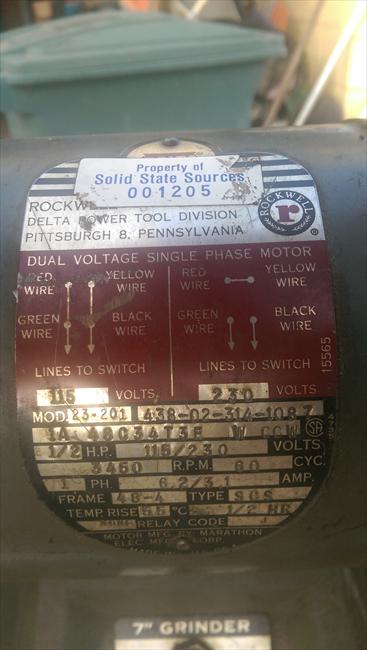 Property of
Solid State Sources
001205
DELTA POWER TOOL DIVISION
PITTSBURGH 8, PENNSYLVANIA
ROCKWELL
R
®
DUAL VOLTAGE SINGLE PHASE MOTOR
RED WIRE YELLOW WIRE RED WIRE YELLOW WIRE
GREEN WIRE BLACK WIRE GREEN WIRE BLACK WIRE
LINES TO SWITCH LINES TO SWITCH
115 VOLTS 230
15565
MOD. 23-201 438-02-314-1087
CCW
1/2 H.P. 115/230 VOLTS
3450 R.P.M. 60 CYC.
1 PH. 6.2/3.1 AMP.
FRAME 48-4 TYPE SCS
TEMP RISE 55°C 1/2 HR
RELAY CODE J
MOTOR MFG. BY MARATHON
ELEC. MFG. CORP.
7" GRINDER